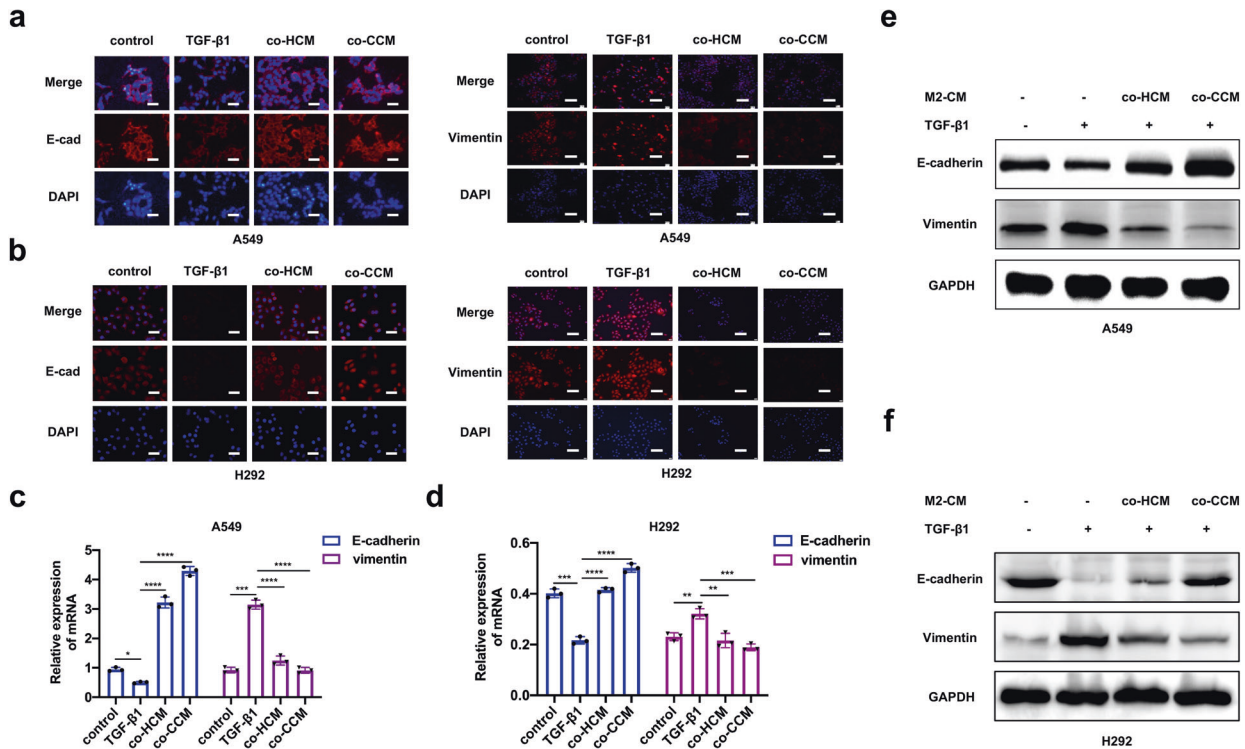 a
control TGF-β1 co-HCM co-CCM
Merge
E-cad
DAPI
A549
control TGF-β1 co-HCM co-CCM
Merge
Vimentin
DAPI
A549
b
control TGF-β1 co-HCM co-CCM
Merge
E-cad
DAPI
H292
control TGF-β1 co-HCM co-CCM
Merge
Vimentin
DAPI
H292
c
A549
E-cadherin
vimentin
Relative expression
of mRNA
5
4
3
2
1
0
****
****
*
****
****
***
control TGF-β1 co-HCM co-CCM control TGF-β1 co-HCM co-CCM
d
H292
E-cadherin
vimentin
Relative expression
of mRNA
0.6
0.4
0.2
0.0
****
*** ****
***
** **
control TGF-β1 co-HCM co-CCM control TGF-β1 co-HCM co-CCM
e
M2-CM - - co-HCM co-CCM
TGF-β1 - + + +
E-cadherin
Vimentin
GAPDH
A549
f
M2-CM - - co-HCM co-CCM
TGF-β1 - + + +
E-cadherin
Vimentin
GAPDH
H292